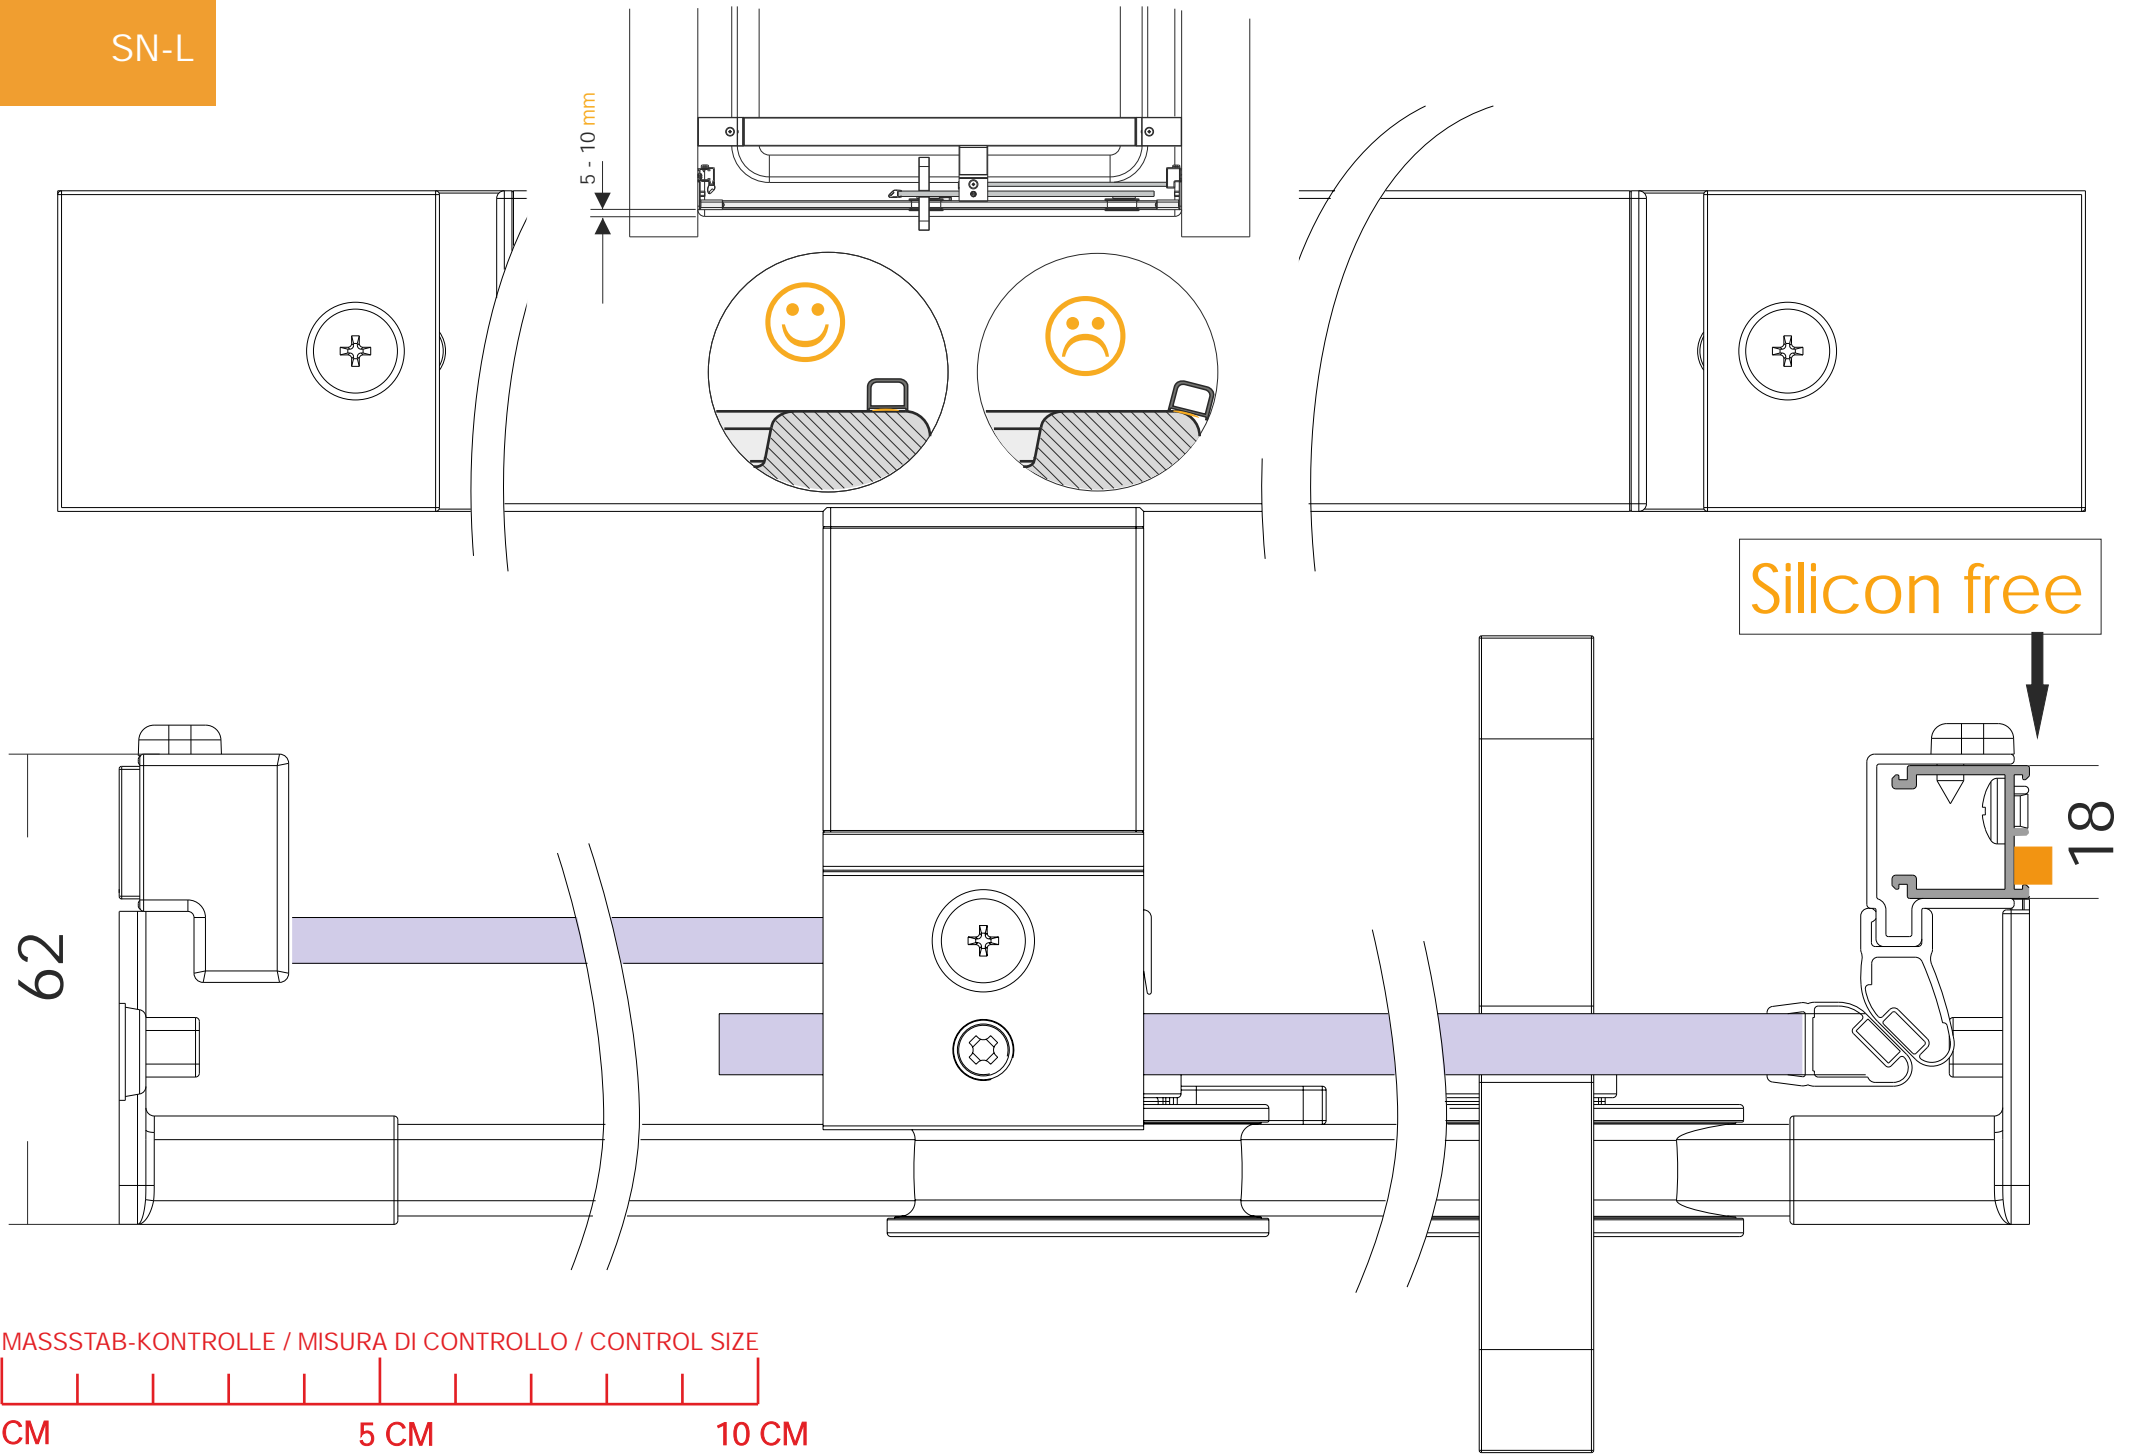 SN-L
5 - 10 mm
Silicon free
18
62
MASSSTAB-KONTROLLE / MISURA DI CONTROLLO / CONTROL SIZE
CM
5 CM
10 CM